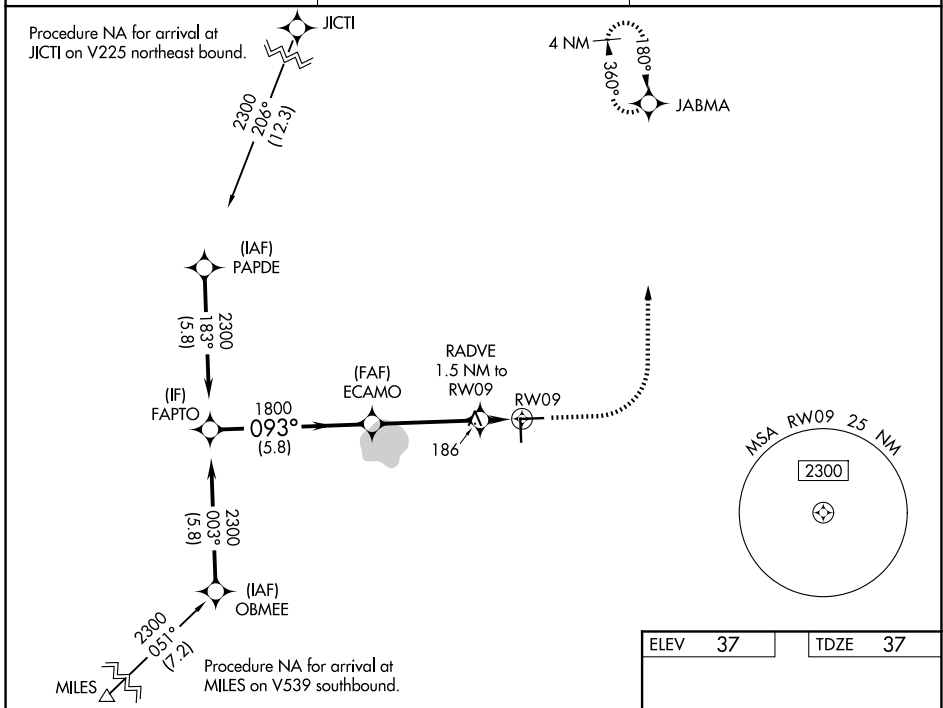 Procedure NA for arrival at
JICTI on V225 northeast bound.
JICTI
2300
206°
(12.3)
4 NM
360°
180°
JABMA
(IAF)
PAPDE
2300
183°
(5.8)
(IF)
FAPTO
1800
093°
(5.8)
(FAF)
ECAMO
RADVE
1.5 NM to
RW09
186
RW09
MSA RW09 25 NM
2300
2300
003°
(5.8)
(IAF)
OBMEE
2300
051°
(7.2)
MILES
Procedure NA for arrival at
MILES on V539 southbound.
ELEV 37
TDZE 37